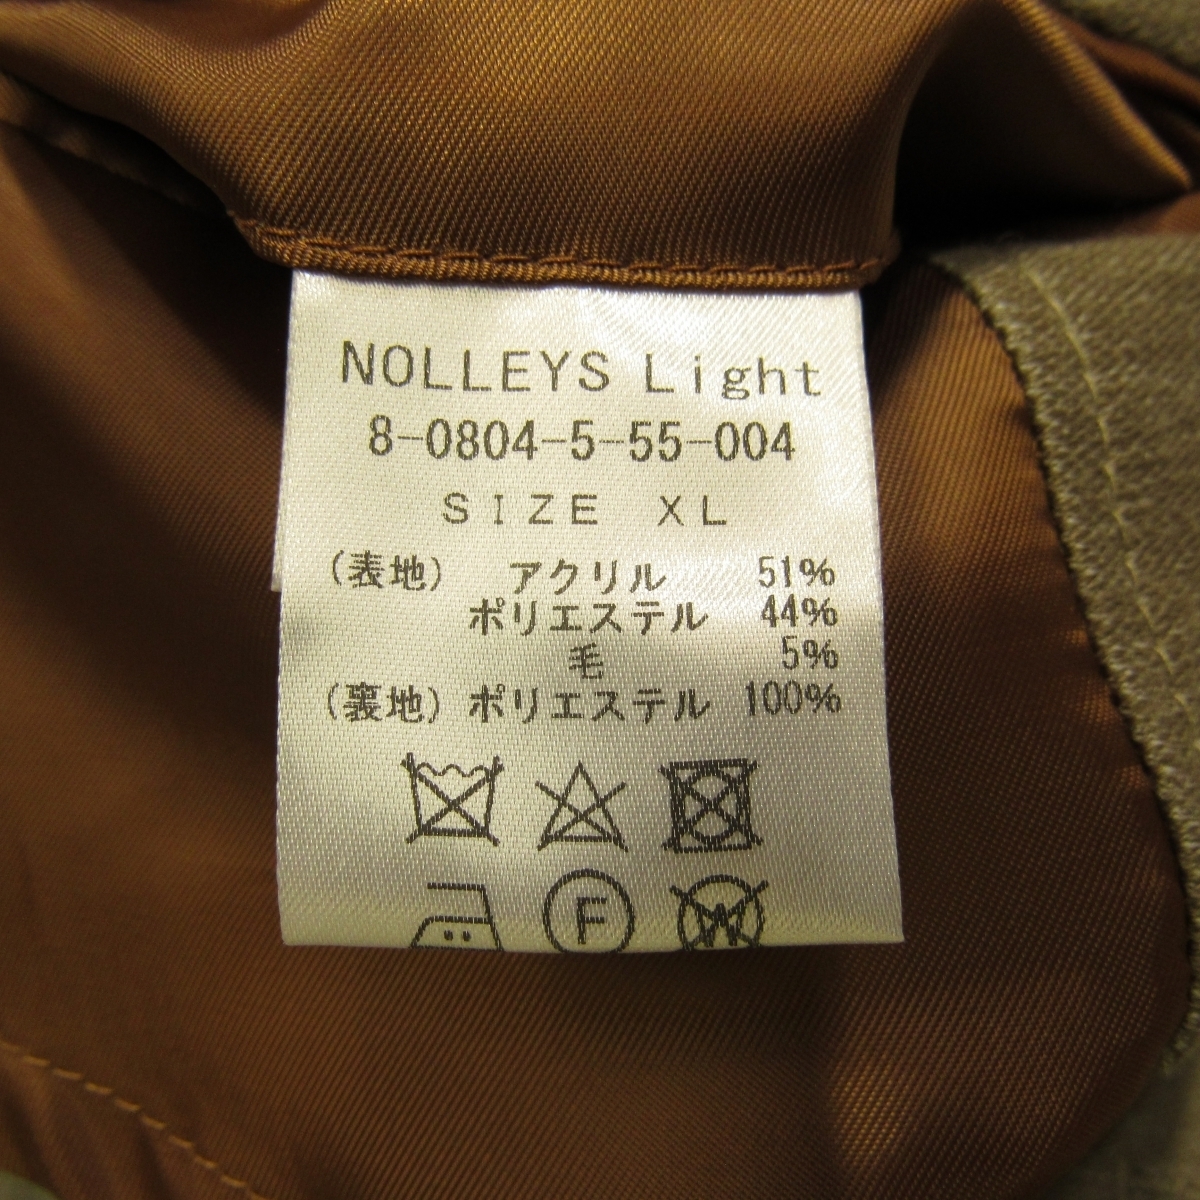 NOLLEYS Light
8-0804-5-55-004
SIZE XL
(表地) アクリル 51%
ポリエステル 44%
毛 5%
(裏地) ポリエステル 100%
F W